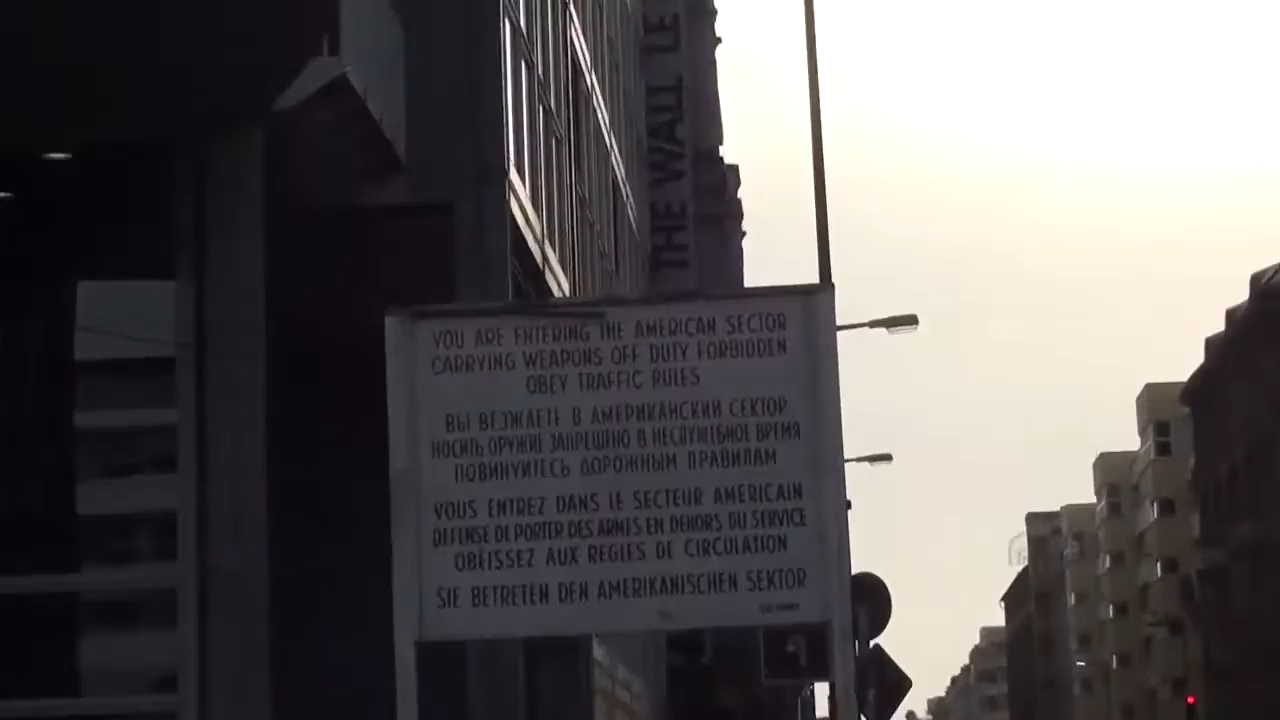 THE WALL LE
YOU ARE ENTERING THE AMERICAN SECTOR
CARRYING WEAPONS OFF DUTY FORBIDDEN
OBEY TRAFFIC RULES
ВЫ ВЕЗЖАЕТЕ В АМЕРИКАНСКИЙ СЕКТОР
НОСИТЬ ОРУЖИЕ ЗАПРЕЩЕНО В НЕСЛУЖЕБНОЕ ВРЕМЯ
ПОВИНУЙТЕСЬ ДОРОЖНЫМ ПРАВИЛАМ
VOUS ENTREZ DANS LE SECTEUR AMERICAIN
DEFENSE DE PORTER DES ARMES EN DEHORS DU SERVICE
OBEISSEZ AUX REGLES DE CIRCULATION
SIE BETRETEN DEN AMERIKANISCHEN SEKTOR